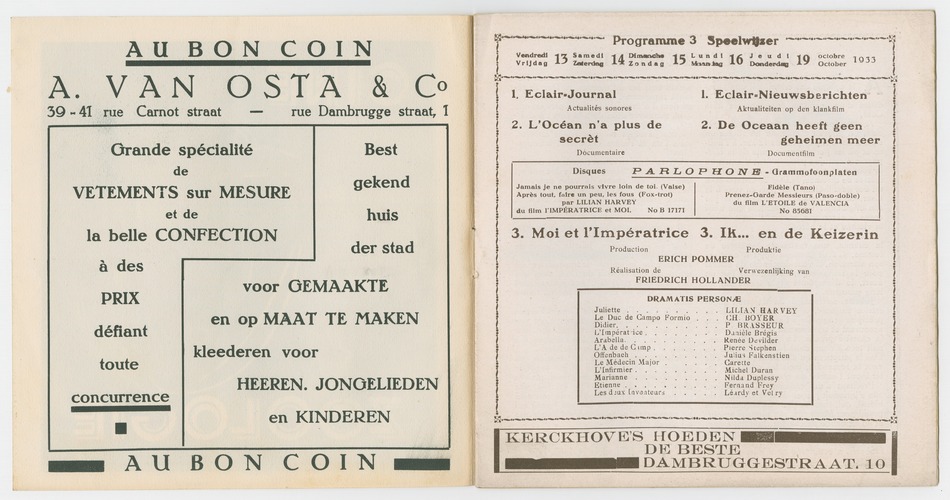 AU BON COIN
A. VAN OSTA & Co
39-41 rue Carnot straat — rue Dambrugge straat, 1
Grande spécialité
de
VETEMENTS sur MESURE
et de
la belle CONFECTION
à des
PRIX
défiant
toute
concurrence
Best
gekend
huis
der stad
voor GEMAAKTE
en op MAAT TE MAKEN
kleederen voor
HEEREN. JONGELIEDEN
en KINDEREN
AU BON COIN
Programme 3 Speelwijzer
Vendredi Vrijdag 13 Samedi Zaterdag 14 Dimanche Zondag 15 Lundi Maandag 16 Jeudi Donderdag 19 octobre October 1933
1. Eclair-Journal
Actualités sonores
2. L'Océan n'a plus de
secrèt
Documentaire
1. Eclair-Nieuwsberichten
Aktualiteiten op den klankfilm
2. De Oceaan heeft geen
geheimen meer
Documentfilm
Disques PARLOPHONE - Grammofoonplaten
Jamais je ne pourrais vivre loin de toi. (Valse)
Après tout, faire un peu, les fous (Fox-trot)
par LILIAN HARVEY
du film l'IMPÉRATRICE et MOI. No B 17171
Fidèle (Tano)
Prenez-Garde Messieurs (Paso-doble)
du film L'ETOILE de VALENCIA
No 85681
3. Moi et l'Impératrice 3. Ik... en de Keizerin
Production Produktie
ERICH POMMER
Réalisation de Verwezenlijking van
FRIEDRICH HOLLANDER
DRAMATIS PERSONÆ
Juliette . . . LILIAN HARVEY
Le Duc de Campo Formio . . . CH. BOYER
Didier . . . P BRASSEUR
L'Impératrice . . . Danièle Brégis
Arabella . . . Renée Devilder
L'A de de Camp . . . Pierre Stephen
Offenbach . . . Julius Falkenstien
Le Médecin Major . . . Carette
L'Infirmier . . . Michel Duran
Marianne . . . Nilda Duplessy
Etienne . . . Fernand Frey
Les deux Inventeurs . . . Léardy et Very
KERCKHOVE'S HOEDEN
DE BESTE
DAMBRUGGESTRAAT. 10